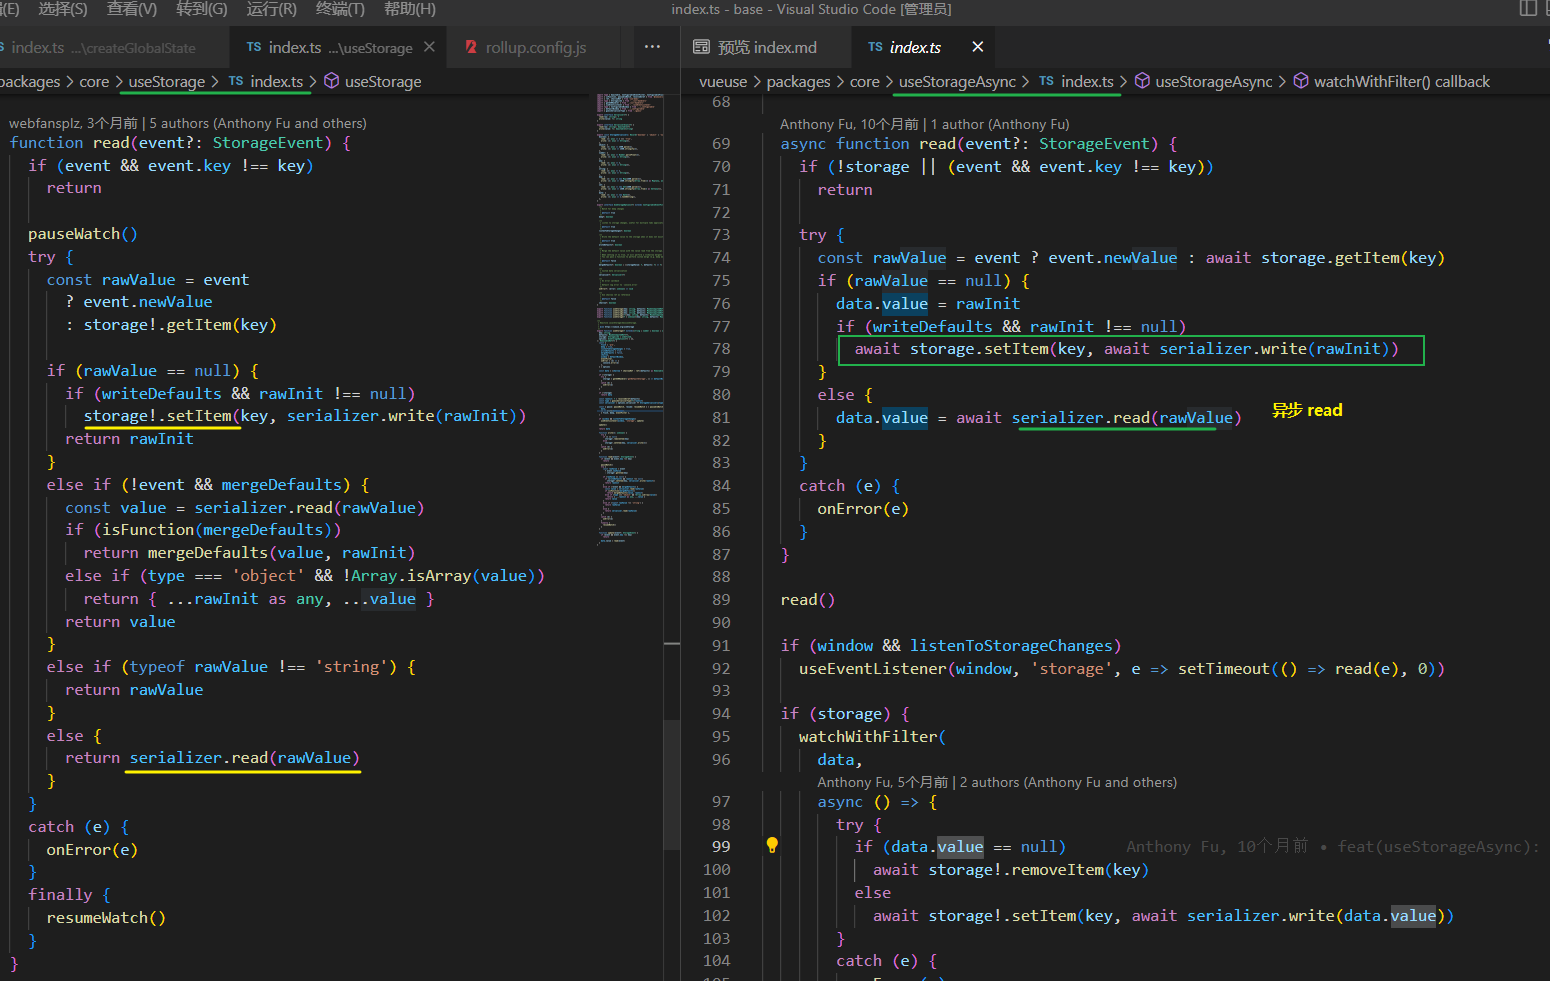 (E) 选择(S) 查看(V) 转到(G) 运行(R) 终端(T) 帮助(H)
index.ts - base - Visual Studio Code [管理员]
index.ts ...\createGlobalState
TS index.ts ...\useStorage ×
rollup.config.js
...
预览 index.md
TS index.ts ×
packages > core > useStorage > TS index.ts > useStorage
webfansplz, 3个月前 | 5 authors (Anthony Fu and others)
function read(event?: StorageEvent) {
if (event && event.key !== key)
return
pauseWatch()
try {
const rawValue = event
? event.newValue
: storage!.getItem(key)
if (rawValue == null) {
if (writeDefaults && rawInit !== null)
storage!.setItem(key, serializer.write(rawInit))
return rawInit
}
else if (!event && mergeDefaults) {
const value = serializer.read(rawValue)
if (isFunction(mergeDefaults))
return mergeDefaults(value, rawInit)
else if (type === 'object' && !Array.isArray(value))
return { ...rawInit as any, ...value }
return value
}
else if (typeof rawValue !== 'string') {
return rawValue
}
else {
return serializer.read(rawValue)
}
}
catch (e) {
onError(e)
}
finally {
resumeWatch()
}
}
vueuse > packages > core > useStorageAsync > TS index.ts > useStorageAsync > watchWithFilter() callback
68
Anthony Fu, 10个月前 | 1 author (Anthony Fu)
69 async function read(event?: StorageEvent) {
70 if (!storage || (event && event.key !== key))
71 return
72
73 try {
74 const rawValue = event ? event.newValue : await storage.getItem(key)
75 if (rawValue == null) {
76 data.value = rawInit
77 if (writeDefaults && rawInit !== null)
78 await storage.setItem(key, await serializer.write(rawInit))
79 }
80 else {
81 data.value = await serializer.read(rawValue) 异步 read
82 }
83 }
84 catch (e) {
85 onError(e)
86 }
87 }
88
89 read()
90
91 if (window && listenToStorageChanges)
92 useEventListener(window, 'storage', e => setTimeout(() => read(e), 0))
93
94 if (storage) {
95 watchWithFilter(
96 data,
Anthony Fu, 5个月前 | 2 authors (Anthony Fu and others)
97 async () => {
98 try {
99 if (data.value == null) Anthony Fu, 10个月前 • feat(useStorageAsync):
100 await storage!.removeItem(key)
101 else
102 await storage!.setItem(key, await serializer.write(data.value))
103 }
104 catch (e) {